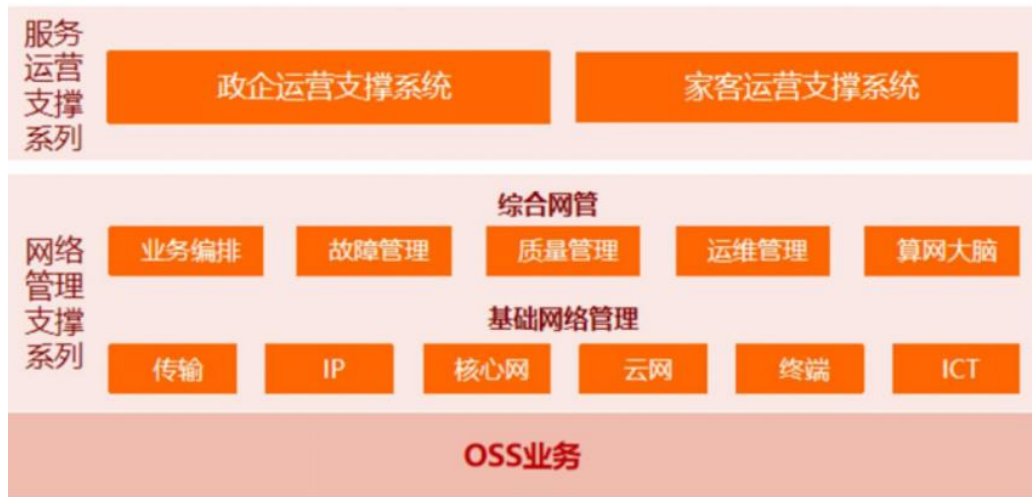 服务
运营
支撑
系列
政企运营支撑系统
家客运营支撑系统
网络
管理
支撑
系列
综合网管
业务编排
故障管理
质量管理
运维管理
算网大脑
基础网络管理
传输
IP
核心网
云网
终端
ICT
OSS业务